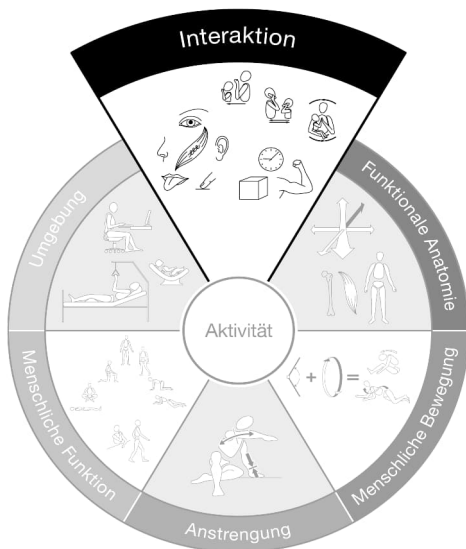 Interaktion
Funktionale Anatomie
Menschliche Bewegung
Anstrengung
Menschliche Funktion
Umgebung
Aktivität
+
=